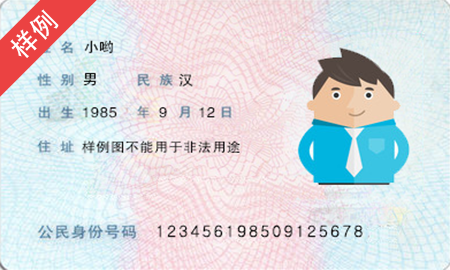 样例
姓名 小哟
性别 男 民族 汉
出生 1985 年 9 月 12 日
住址 样例图不能用于非法用途
公民身份号码 123456198509125678